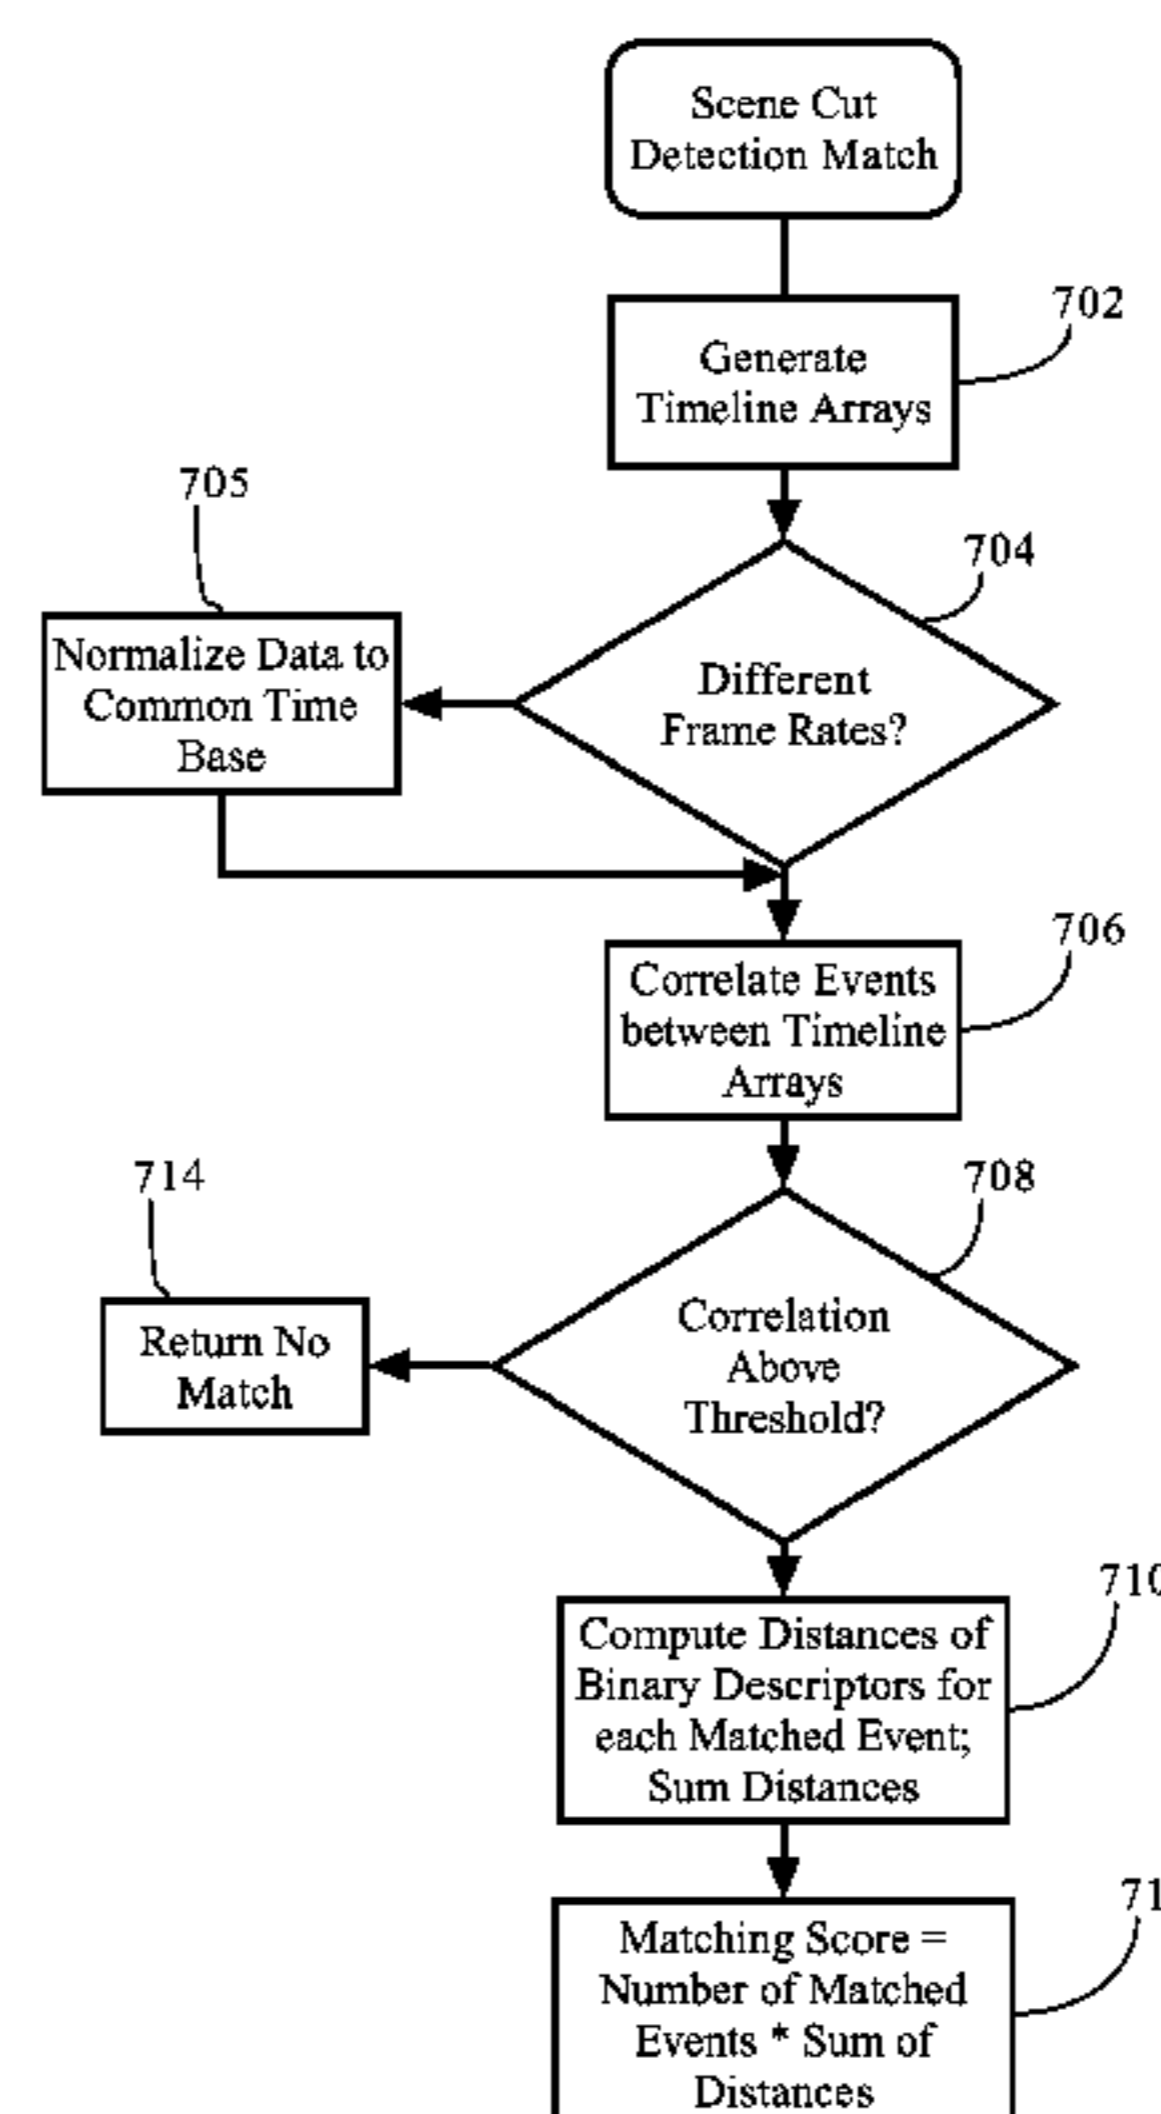 Scene Cut
Detection Match
702
Generate
Timeline Arrays
705
704
Normalize Data to
Common Time
Base
Different
Frame Rates?
706
Correlate Events
between Timeline
Arrays
714
708
Return No
Match
Correlation
Above
Threshold?
710
Compute Distances of
Binary Descriptors for
each Matched Event;
Sum Distances
71
Matching Score =
Number of Matched
Events * Sum of
Distances